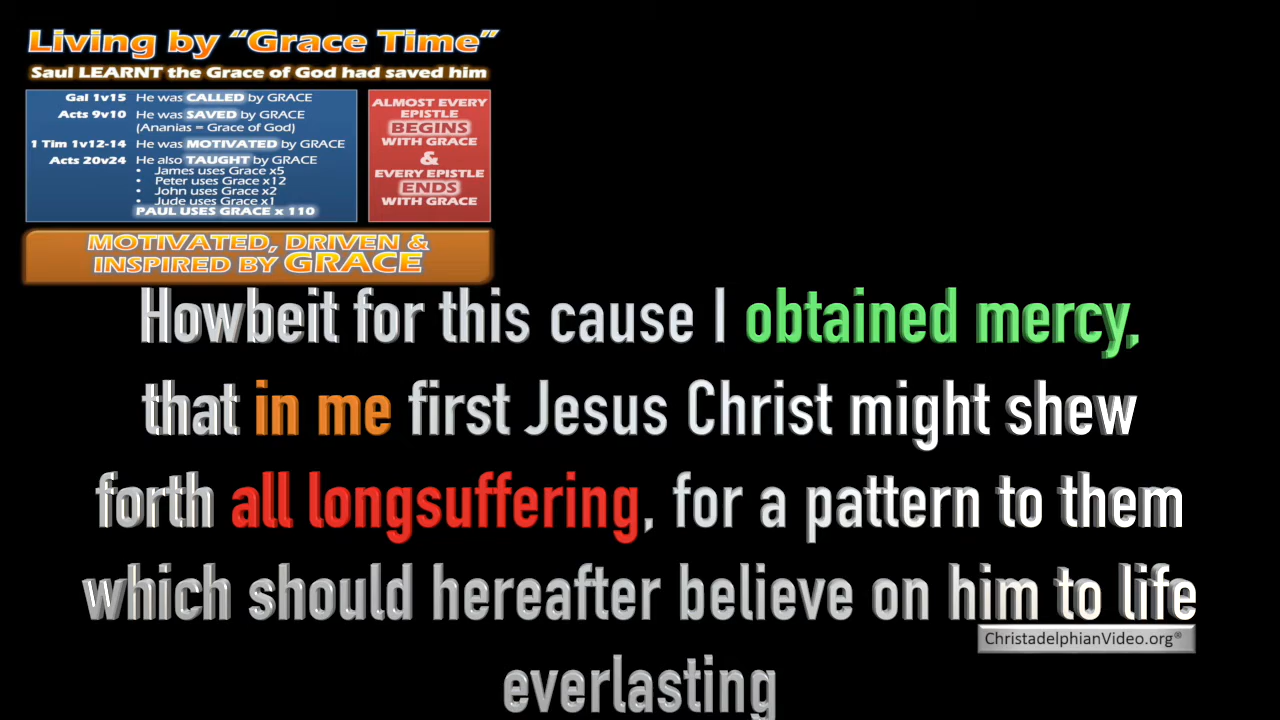 Living by “Grace Time”
Saul LEARNT the Grace of God had saved him
Gal 1v15 He was CALLED by GRACE
Acts 9v10 He was SAVED by GRACE
(Ananias = Grace of God)
1 Tim 1v12-14 He was MOTIVATED by GRACE
Acts 20v24 He also TAUGHT by GRACE
• James uses Grace x5
• Peter uses Grace x12
• John uses Grace x2
• Jude uses Grace x1
PAUL USES GRACE x 110
ALMOST EVERY
EPISTLE
BEGINS
WITH GRACE
&
EVERY EPISTLE
ENDS
WITH GRACE
MOTIVATED, DRIVEN &
INSPIRED BY GRACE
Howbeit for this cause I obtained mercy,
that in me first Jesus Christ might shew
forth all longsuffering, for a pattern to them
which should hereafter believe on him to life
ChristadelphianVideo.org®
everlasting